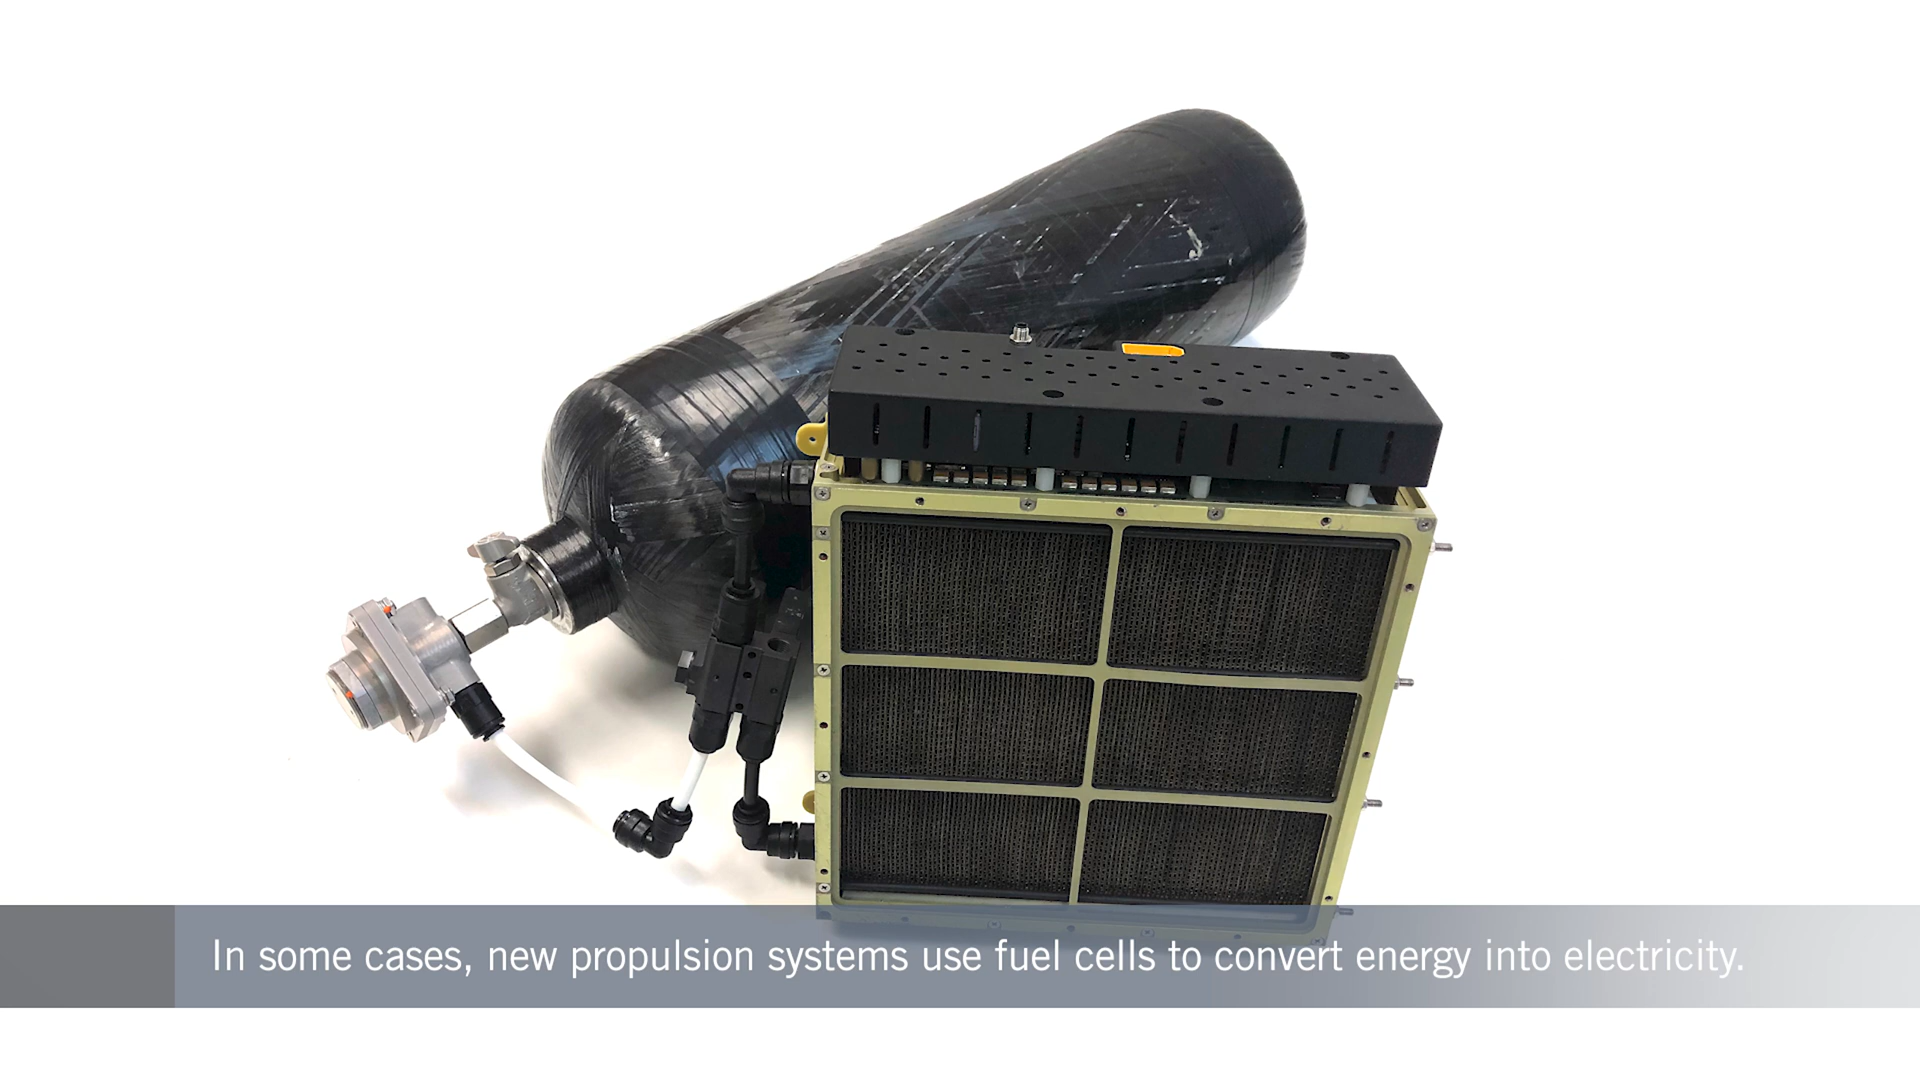 In some cases, new propulsion systems use fuel cells to convert energy into electricity.